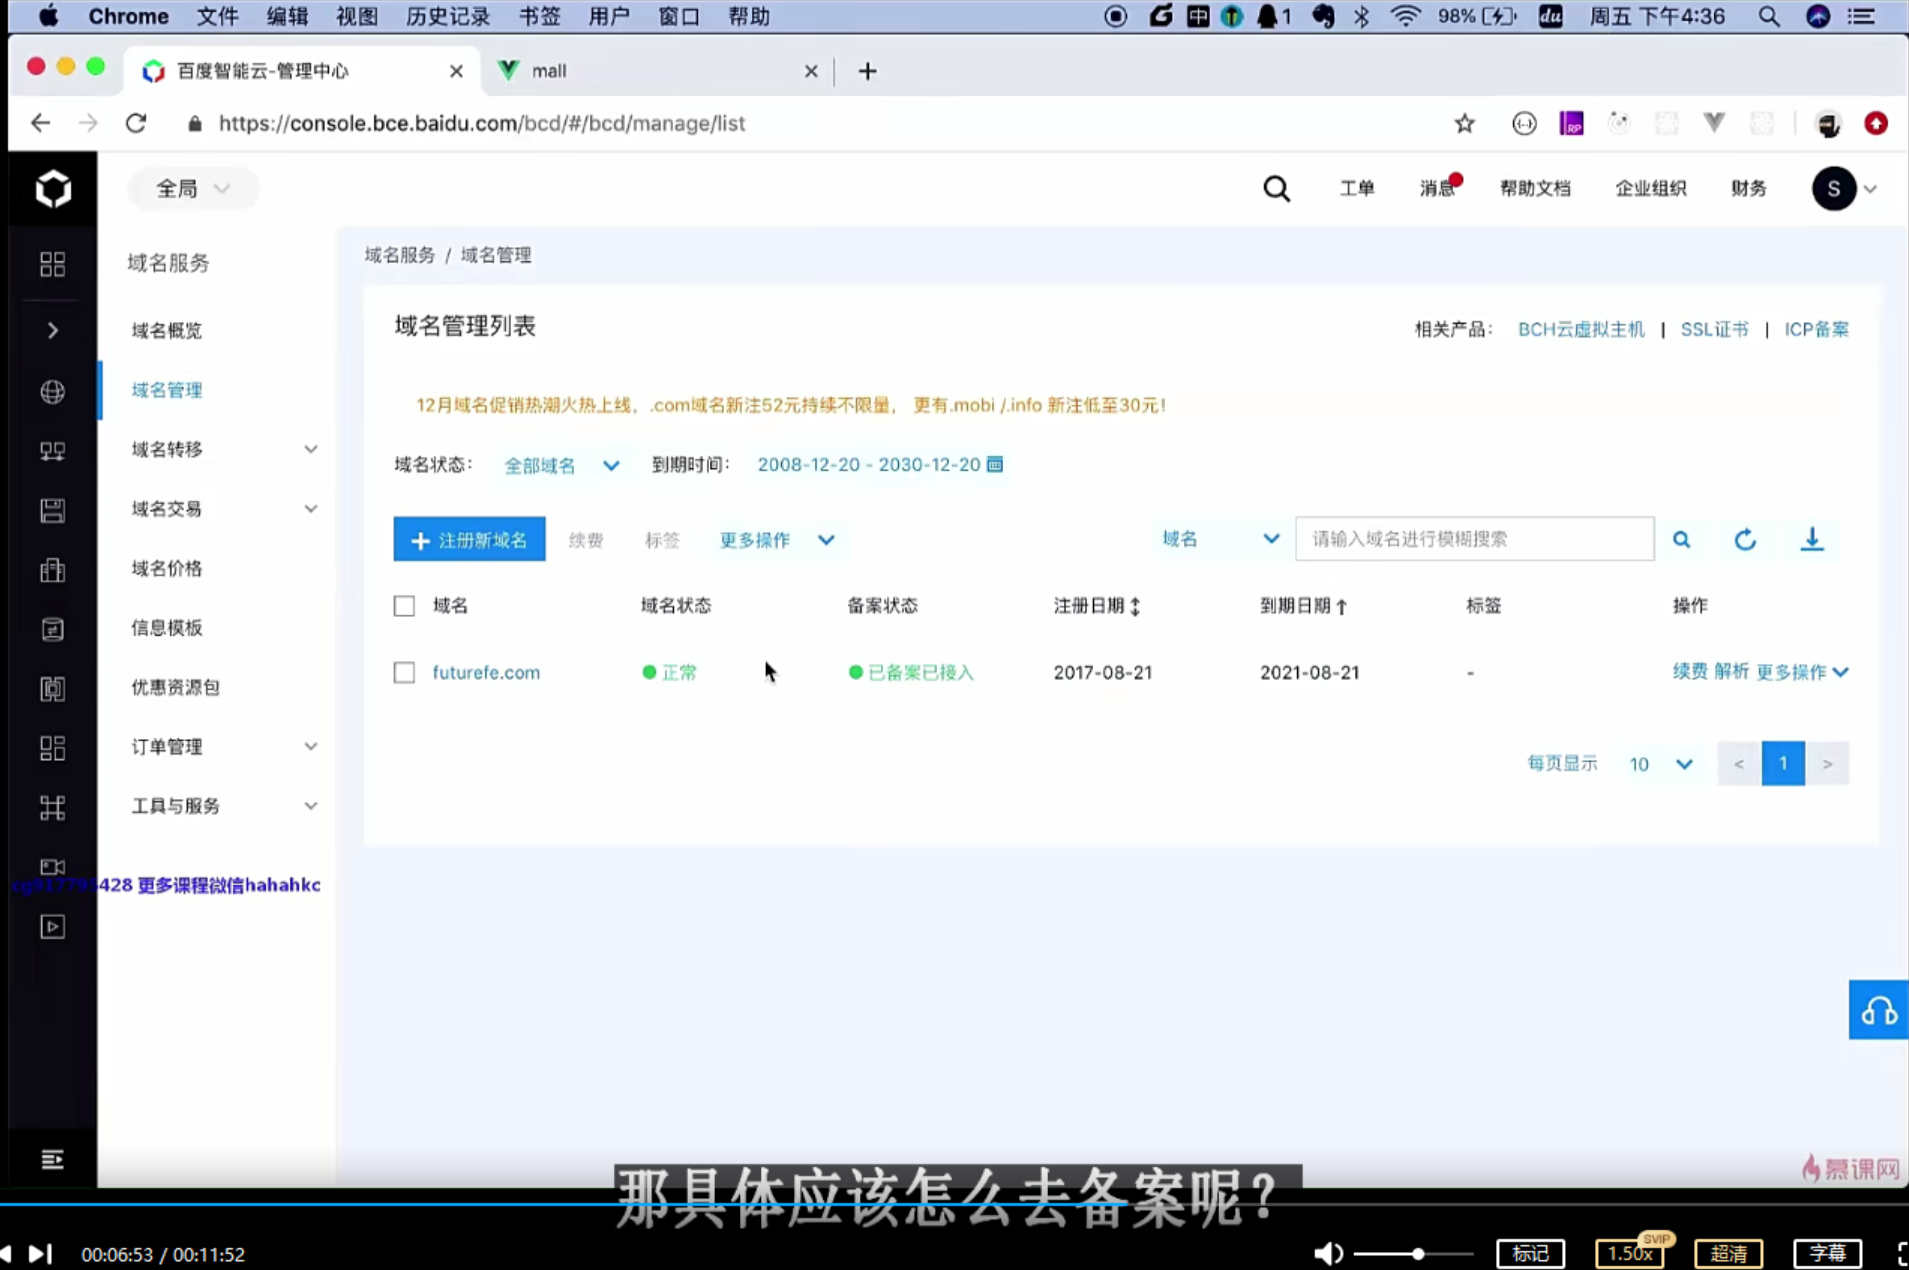 Chrome 文件 编辑 视图 历史记录 书签 用户 窗口 帮助 1 98% du 周五 下午4:36
百度智能云-管理中心 mall
https://console.bce.baidu.com/bcd/#/bcd/manage/list
全局 工单 消息 帮助文档 企业组织 财务 S
域名服务
域名概览
域名管理
域名转移
域名交易
域名价格
信息模板
优惠资源包
订单管理
工具与服务
域名服务 / 域名管理
域名管理列表 相关产品： BCH云虚拟主机 | SSL证书 | ICP备案
12月域名促销热潮火热上线，.com域名新注52元持续不限量， 更有.mobi /.info 新注低至30元！
域名状态： 全部域名 到期时间： 2008-12-20 - 2030-12-20
注册新域名 续费 标签 更多操作 域名 请输入域名进行模糊搜索
域名 域名状态 备案状态 注册日期 到期日期 标签 操作
futurefe.com 正常 已备案已接入 2017-08-21 2021-08-21 - 续费 解析 更多操作
每页显示 10 < 1 >
428 更多课程微信hahahkc
慕课网
那具体应该怎么去备案呢？
00:06:53 / 00:11:52 标记 1.50x SVIP 超清 字幕